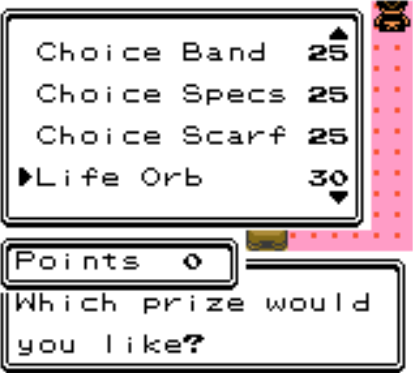 Choice Band 25
Choice Specs 25
Choice Scarf 25
Life Orb 30
Points 0
Which prize would
you like?